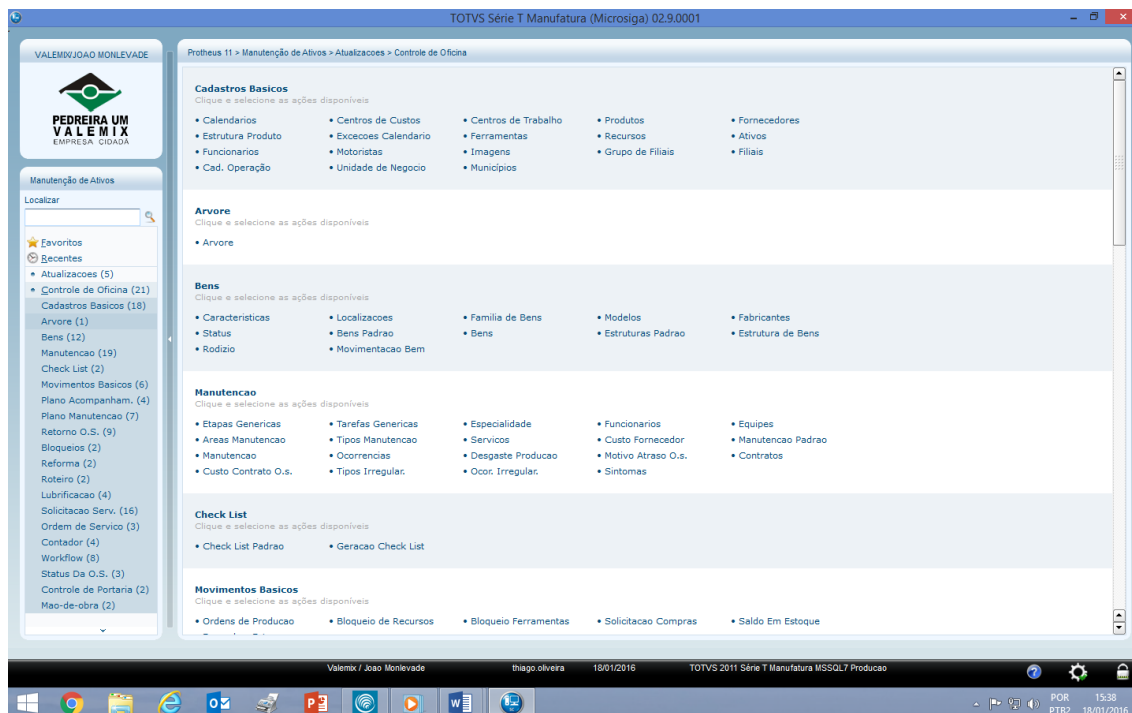 TOTVS Série T Manufatura (Microsiga) 02.9.0001
VALEMIX/JOAO MONLEVADE
PEDREIRA UM
VALEMIX
EMPRESA CIDADÃ
Manutenção de Ativos
Localizar
Favoritos
Recentes
Atualizacoes (5)
Controle de Oficina (21)
Cadastros Basicos (18)
Arvore (1)
Bens (12)
Manutencao (19)
Check List (2)
Movimentos Basicos (6)
Plano Acompanham. (4)
Plano Manutencao (7)
Retorno O.S. (9)
Bloqueios (2)
Reforma (2)
Roteiro (2)
Lubrificacao (4)
Solicitacao Serv. (16)
Ordem de Servico (3)
Contador (4)
Workflow (8)
Status Da O.S. (3)
Controle de Portaria (2)
Mao-de-obra (2)
Protheus 11 > Manutenção de Ativos > Atualizacoes > Controle de Oficina
Cadastros Basicos
Clique e selecione as ações disponíveis
• Calendarios • Centros de Custos • Centros de Trabalho • Produtos • Fornecedores
• Estrutura Produto • Excecoes Calendario • Ferramentas • Recursos • Ativos
• Funcionarios • Motoristas • Imagens • Grupo de Filiais • Filiais
• Cad. Operação • Unidade de Negocio • Municípios
Arvore
Clique e selecione as ações disponíveis
• Arvore
Bens
Clique e selecione as ações disponíveis
• Caracteristicas • Localizacoes • Familia de Bens • Modelos • Fabricantes
• Status • Bens Padrao • Bens • Estruturas Padrao • Estrutura de Bens
• Rodizio • Movimentacao Bem
Manutencao
Clique e selecione as ações disponíveis
• Etapas Genericas • Tarefas Genericas • Especialidade • Funcionarios • Equipes
• Areas Manutencao • Tipos Manutencao • Servicos • Custo Fornecedor • Manutencao Padrao
• Manutencao • Ocorrencias • Desgaste Producao • Motivo Atraso O.s. • Contratos
• Custo Contrato O.s. • Tipos Irregular. • Ocor. Irregular. • Sintomas
Check List
Clique e selecione as ações disponíveis
• Check List Padrao • Geracao Check List
Movimentos Basicos
Clique e selecione as ações disponíveis
• Ordens de Producao • Bloqueio de Recursos • Bloqueio Ferramentas • Solicitacao Compras • Saldo Em Estoque
Valemix / Joao Monlevade thiago.oliveira 18/01/2016 TOTVS 2011 Série T Manufatura MSSQL7 Producao
POR 15:38
PTB2 18/01/2016